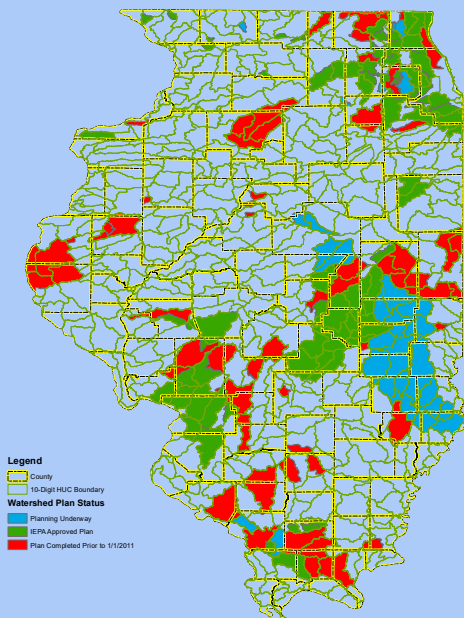 Legend
County
10-Digit HUC Boundary
Watershed Plan Status
Planning Underway
IEPA Approved Plan
Plan Completed Prior to 1/1/2011